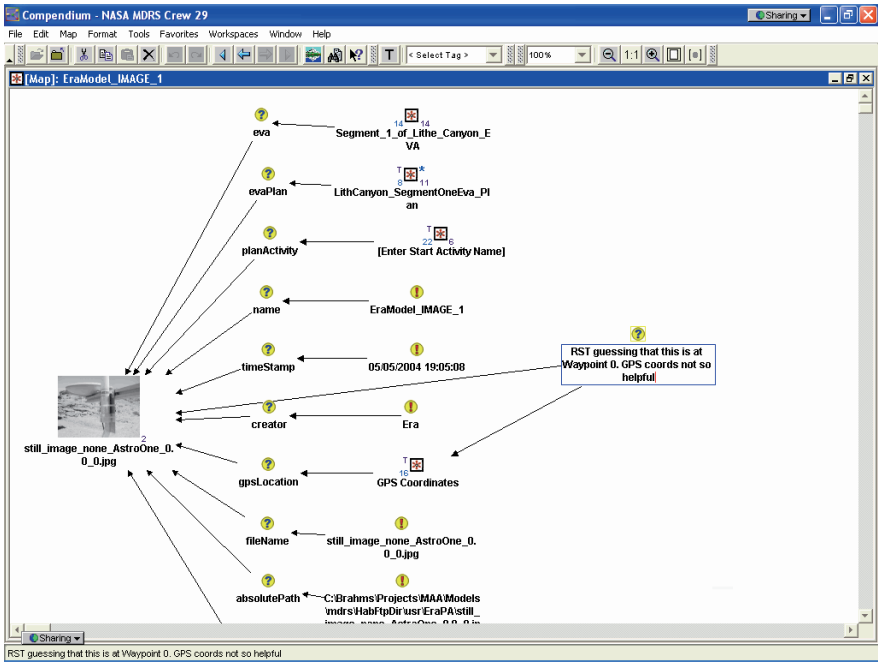 Compendium - NASA MDRS Crew 29
Sharing
File Edit Map Format Tools Favorites Workspaces Window Help
T < Select Tag > 100% 1:1
[Map]: EraModel_IMAGE_1
eva
14 14
Segment_1_of_Lithe_Canyon_E
VA
evaPlan
T * 8 11
LithCanyon_SegmentOneEva_Pl
an
planActivity
T 22 6
[Enter Start Activity Name]
name
EraModel_IMAGE_1
timeStamp
05/05/2004 19:05:08
RST guessing that this is at
Waypoint 0. GPS coords not so
helpful
creator
Era
2
still_image_none_AstroOne_0.
0_0.jpg
gpsLocation
T 16
GPS Coordinates
fileName
still_image_none_AstroOne_0.
0_0.jpg
absolutePath
C:\Brahms\Projects\MAA\Models
\mdrs\HabFtpDir\usr\EraPA\still_
Sharing
RST guessing that this is at Waypoint 0. GPS coords not so helpful